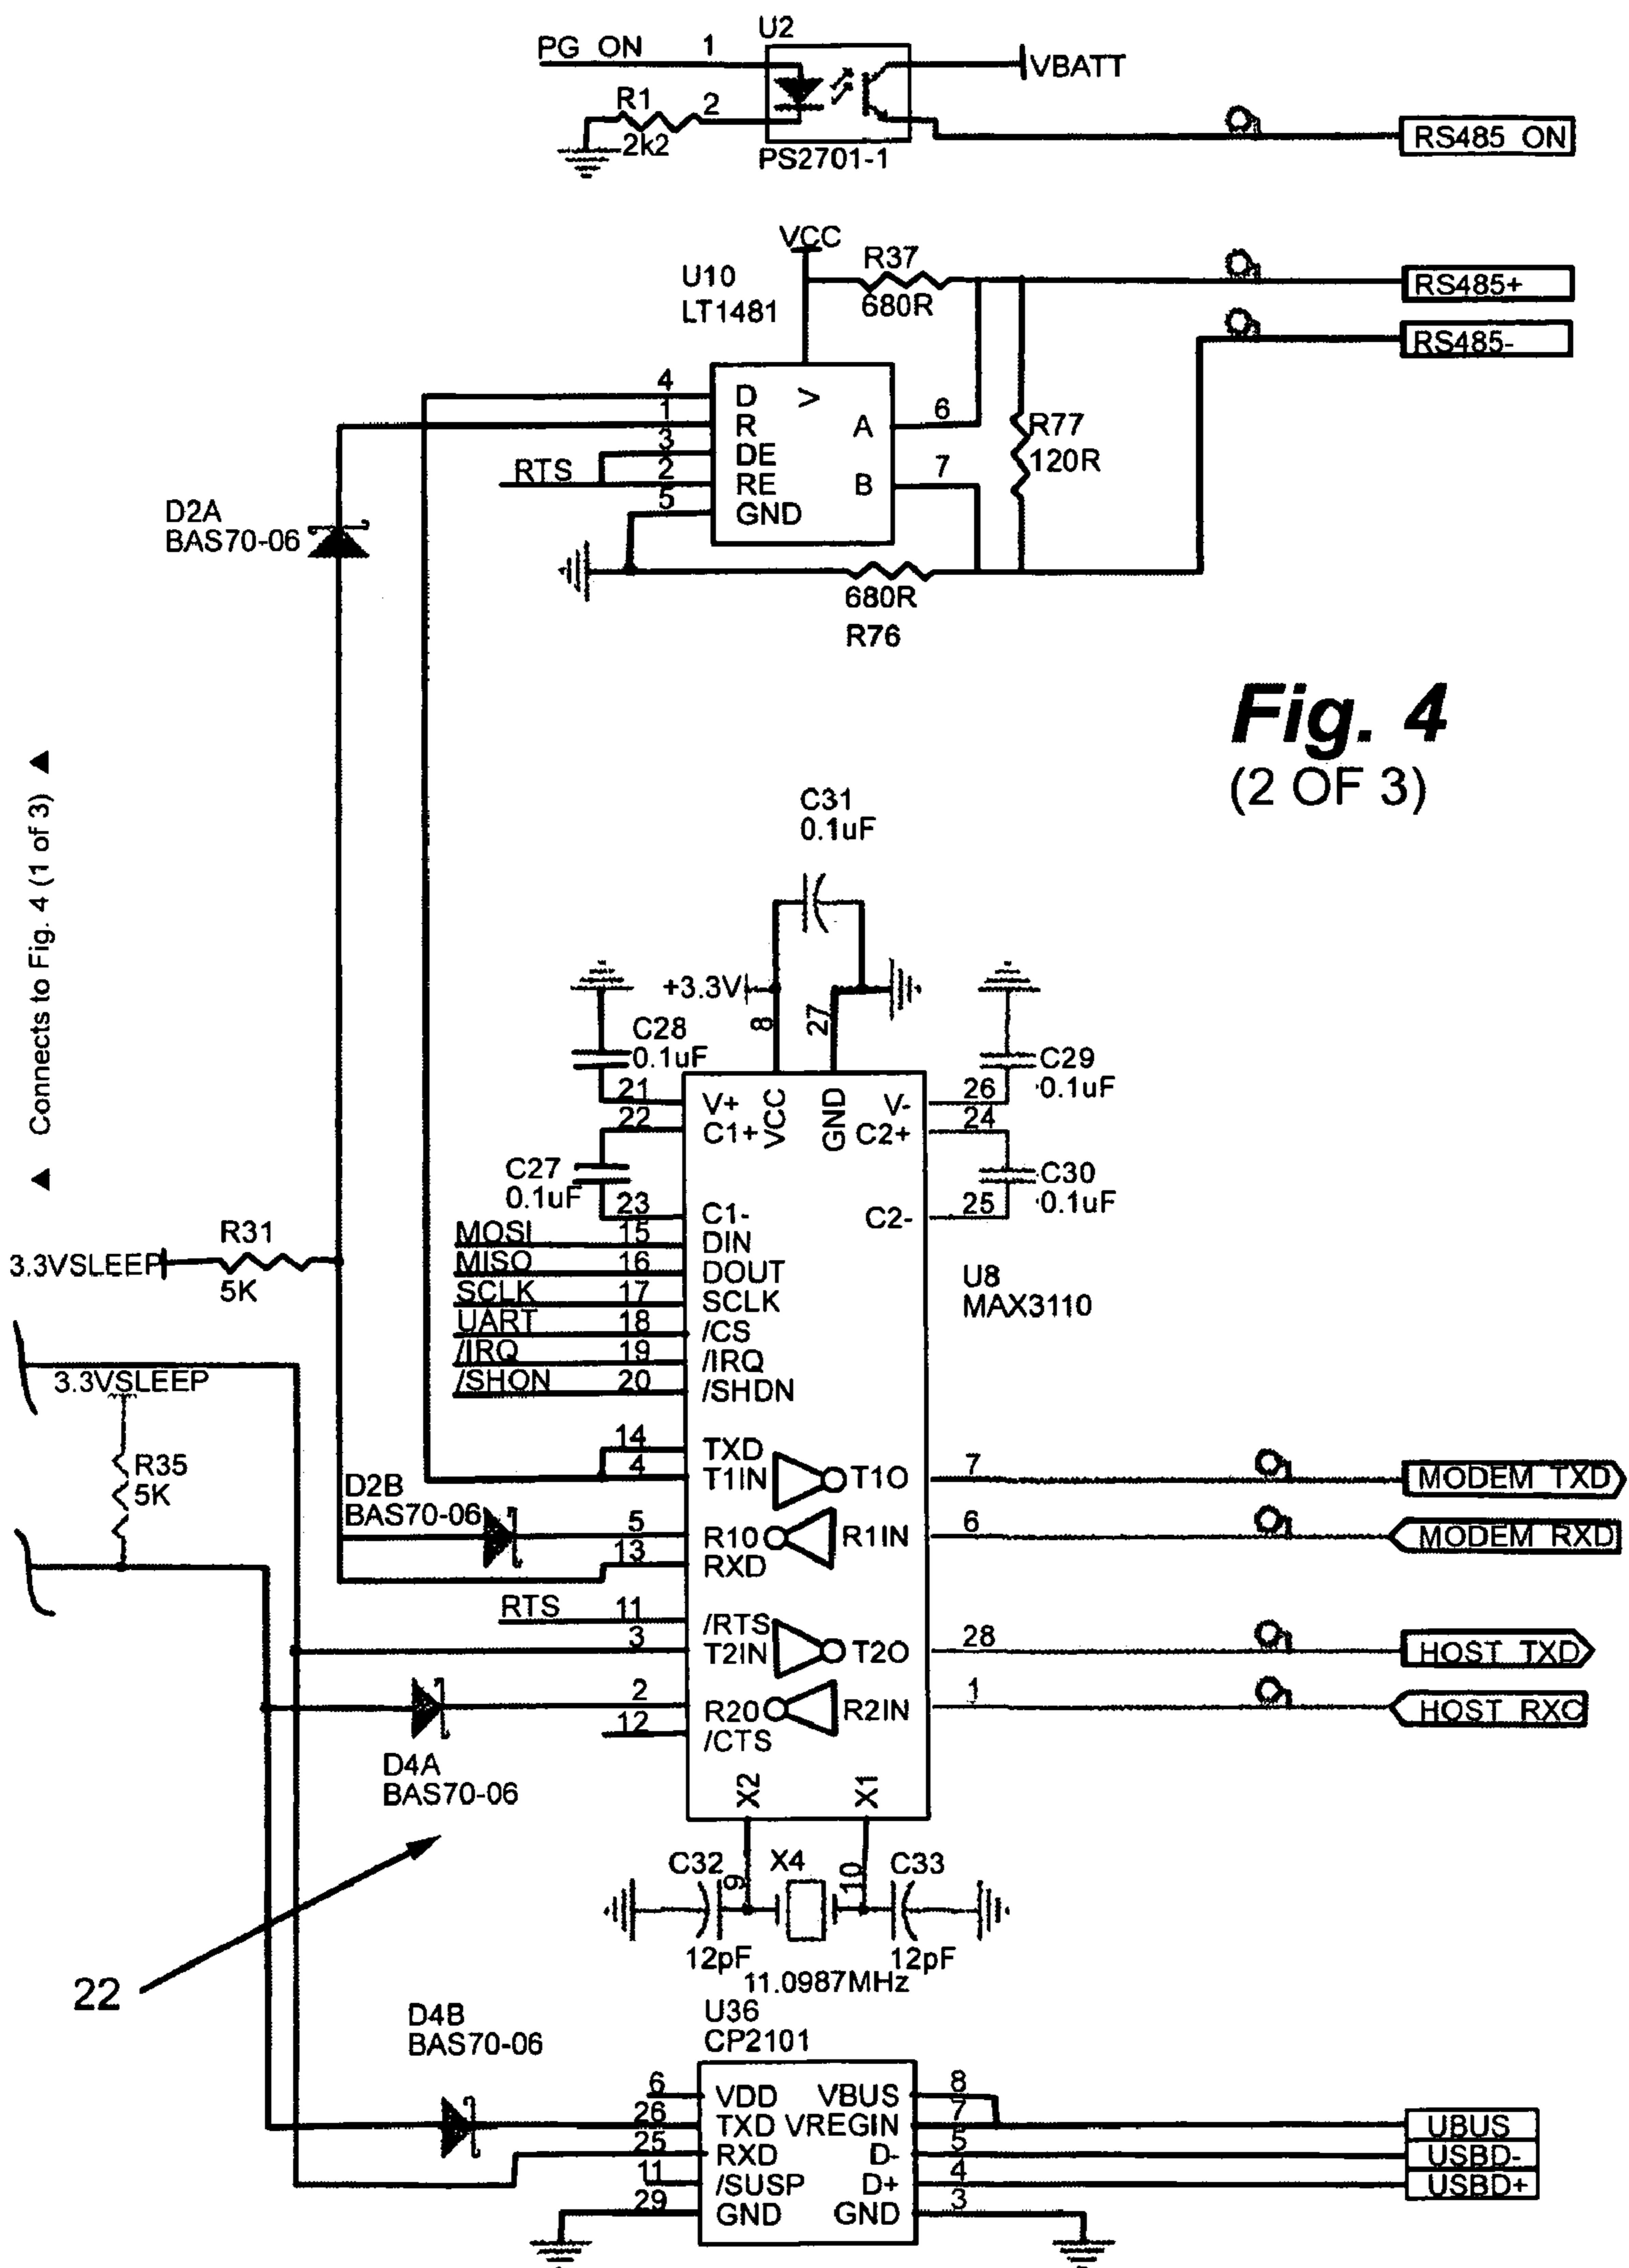 U2
PG ON
1
VBATT
R1
2
2k2
PS2701-1
RS485 ON
VCC
R37
U10
680R
LT1481
RS485+
RS485-
4
D
V
1
R
A
6
R77
3
DE
120R
RTS
2
RE
B
7
5
GND
D2A
BAS70-06
680R
R76
Fig. 4
(2 OF 3)
▲ Connects to Fig. 4 (1 of 3) ▲
C31
0.1uF
+3.3V
8
27
C28
0.1uF
C29
0.1uF
21
V+
VCC
GND
V-
26
22
C1+
C2+
24
C27
0.1uF
C30
0.1uF
23
C1-
C2-
25
MOSI
15
DIN
MISO
16
DOUT
SCLK
17
SCLK
UART
18
/CS
/IRQ
19
/IRQ
/SHON
20
/SHDN
U8
MAX3110
R31
3.3VSLEEP
5K
3.3VSLEEP
R35
5K
14
TXD
4
T1IN
T1O
7
MODEM TXD
D2B
BAS70-06
5
R10
R1IN
6
MODEM RXD
13
RXD
RTS
11
/RTS
3
T2IN
T2O
28
HOST TXD
2
R20
R2IN
1
HOST RXC
12
/CTS
D4A
BAS70-06
X2
X1
C32
9
X4
10
C33
12pF
12pF
11.0987MHz
22
U36
CP2101
D4B
BAS70-06
6
VDD
VBUS
8
26
TXD
VREGIN
7
UBUS
25
RXD
D-
5
USBD-
11
/SUSP
D+
4
USBD+
29
GND
GND
3